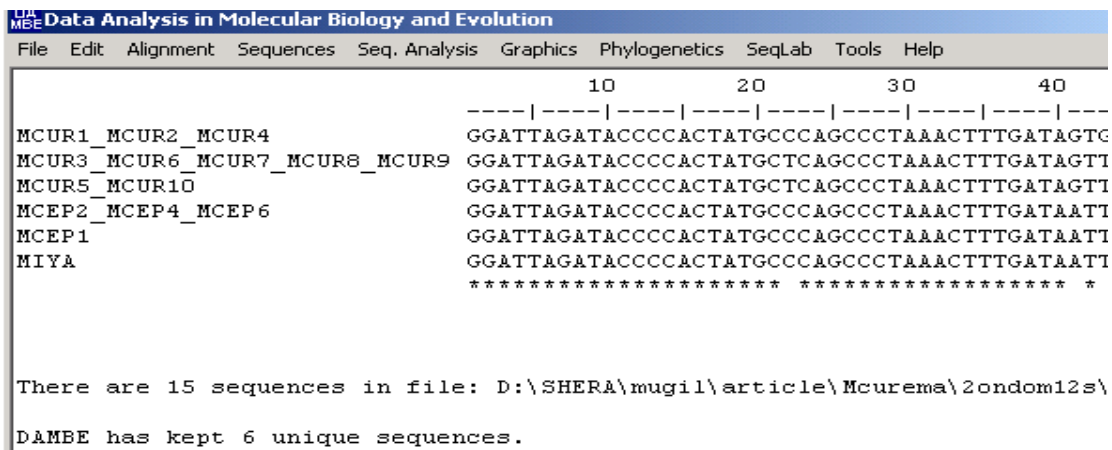 DA MBE Data Analysis in Molecular Biology and Evolution
File Edit Alignment Sequences Seq. Analysis Graphics Phylogenetics SeqLab Tools Help
10 20 30 40
----|----|----|----|----|----|----|----|---
MCUR1_MCUR2_MCUR4 GGATTAGATACCCCACTATGCCCAGCCCTAAACTTTGATAGTG
MCUR3_MCUR6_MCUR7_MCUR8_MCUR9 GGATTAGATACCCCACTATGCTCAGCCCTAAACTTTGATAGTT
MCUR5_MCUR10 GGATTAGATACCCCACTATGCTCAGCCCTAAACTTTGATAGTT
MCEP2_MCEP4_MCEP6 GGATTAGATACCCCACTATGCCCAGCCCTAAACTTTGATAATT
MCEP1 GGATTAGATACCCCACTATGCCCAGCCCTAAACTTTGATAATT
MIYA GGATTAGATACCCCACTATGCCCAGCCCTAAACTTTGATAATT
********************* ****************** *
There are 15 sequences in file: D:\SHERA\mugil\article\Mcurema\2ondom12s\
DAMBE has kept 6 unique sequences.